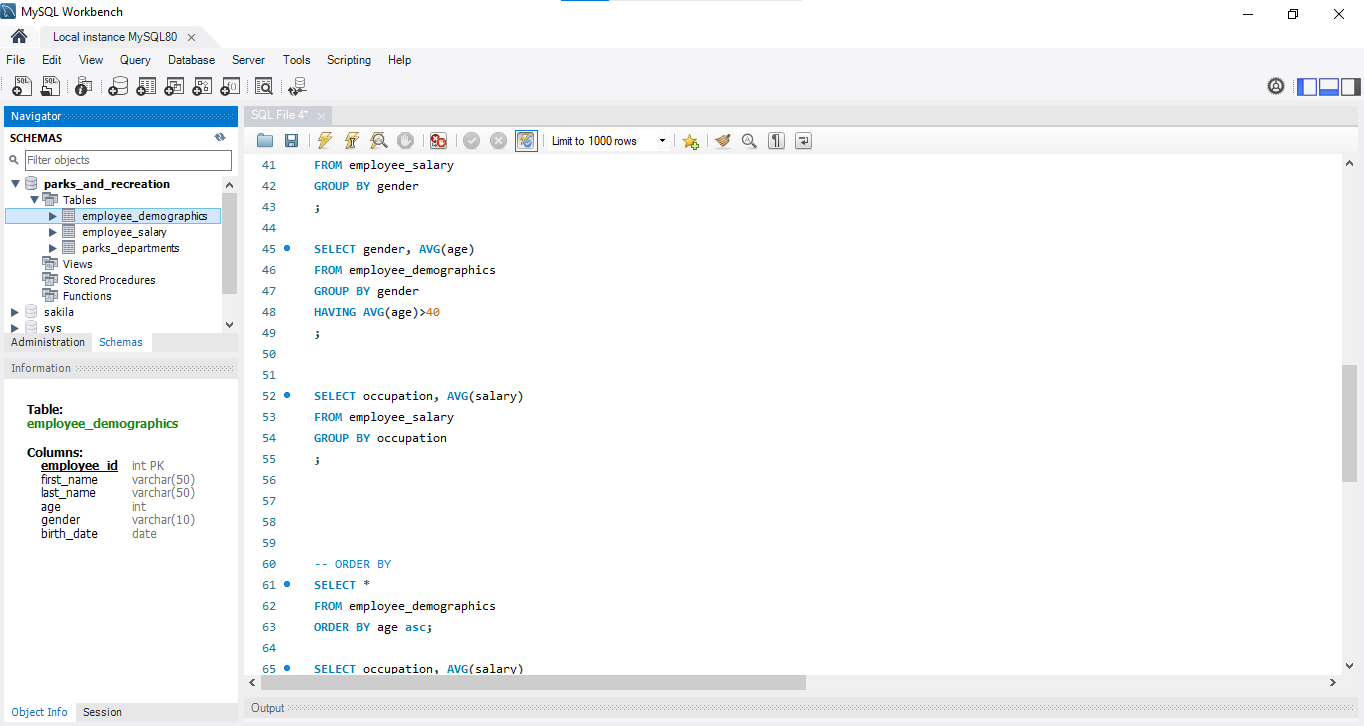 MySQL Workbench
Local instance MySQL80
File Edit View Query Database Server Tools Scripting Help
Navigator
SCHEMAS
Filter objects
parks_and_recreation
Tables
employee_demographics
employee_salary
parks_departments
Views
Stored Procedures
Functions
sakila
sys
Administration Schemas
Information
Table:
employee_demographics
Columns:
employee_id int PK
first_name varchar(50)
last_name varchar(50)
age int
gender varchar(10)
birth_date date
Object Info Session
SQL File 4*
Limit to 1000 rows
41 FROM employee_salary
42 GROUP BY gender
43 ;
44
45 SELECT gender, AVG(age)
46 FROM employee_demographics
47 GROUP BY gender
48 HAVING AVG(age)>40
49 ;
50
51
52 SELECT occupation, AVG(salary)
53 FROM employee_salary
54 GROUP BY occupation
55 ;
56
57
58
59
60 -- ORDER BY
61 SELECT *
62 FROM employee_demographics
63 ORDER BY age asc;
64
65 SELECT occupation, AVG(salary)
Output